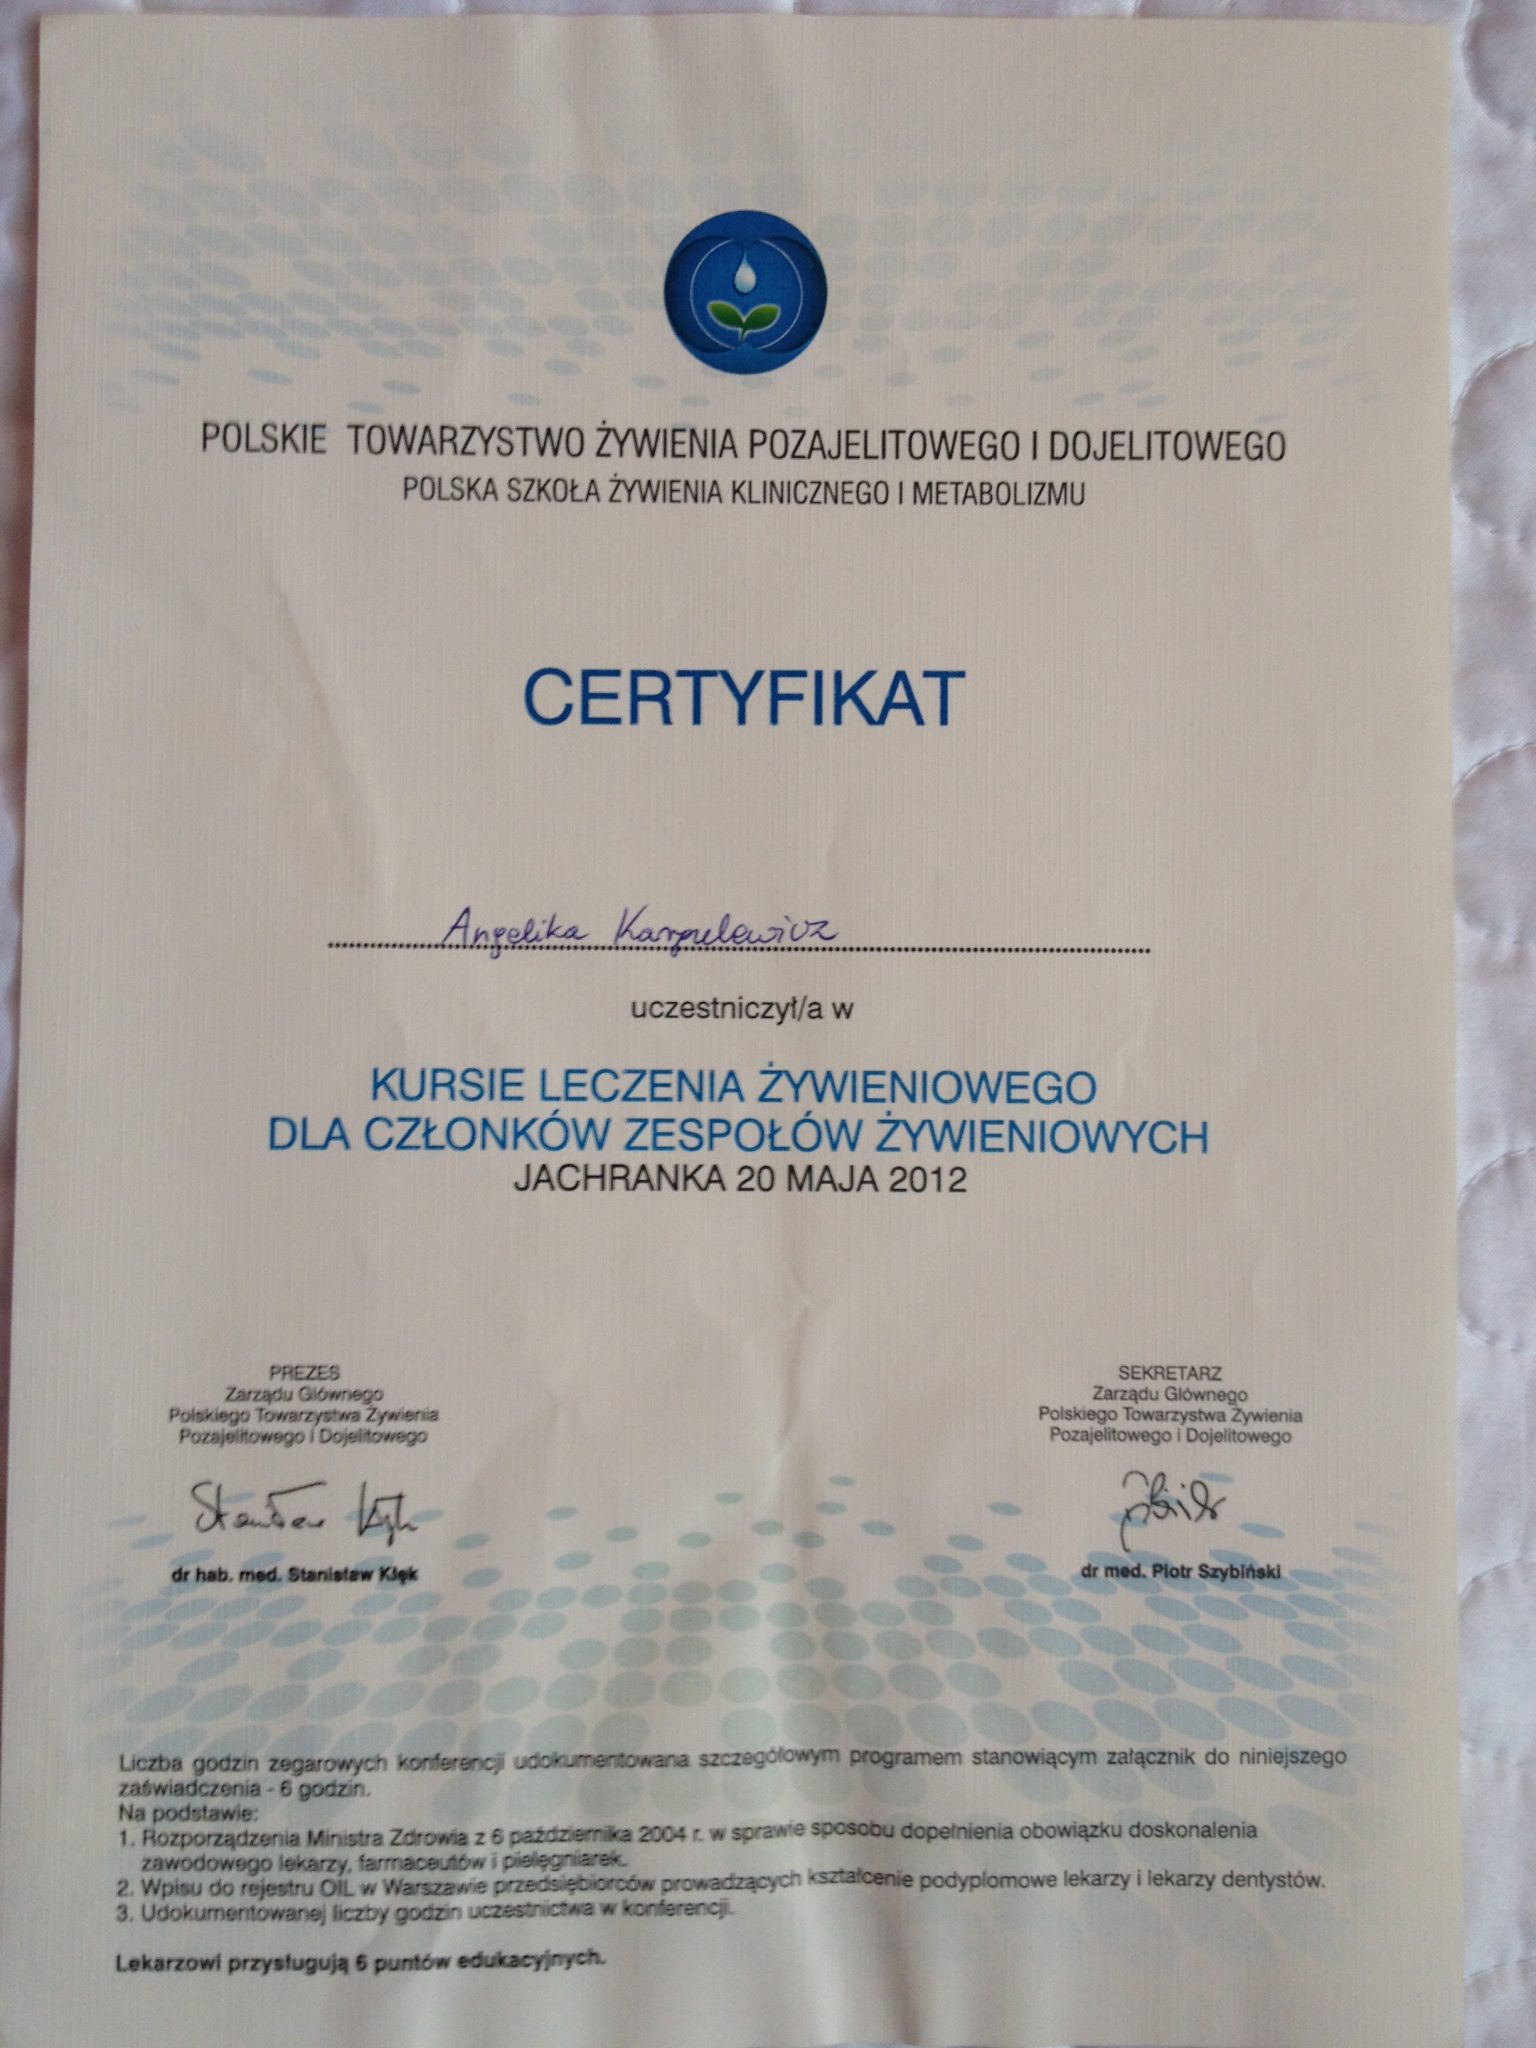 POLSKIE TOWARZYSTWO ŻYWIENIA POZAJELITOWEGO I DOJELITOWEGO
POLSKA SZKOŁA ŻYWIENIA KLINICZNEGO I METABOLIZMU
CERTYFIKAT
Angelika Karpulewicz
uczestniczył/a w
KURSIE LECZENIA ŻYWIENIOWEGO
DLA CZŁONKÓW ZESPOŁÓW ŻYWIENIOWYCH
JACHRANKA 20 MAJA 2012
PREZES
Zarządu Głównego
Polskiego Towarzystwa Żywienia
Pozajelitowego i Dojelitowego
Stanisław Kłęk
dr hab. med. Stanisław Kłęk
SEKRETARZ
Zarządu Głównego
Polskiego Towarzystwa Żywienia
Pozajelitowego i Dojelitowego
dr med. Piotr Szybiński
Liczba godzin zegarowych konferencji udokumentowana szczegółowym programem stanowiącym załącznik do niniejszego
zaświadczenia - 6 godzin.
Na podstawie:
1. Rozporządzenia Ministra Zdrowia z 6 października 2004 r. w sprawie sposobu dopełnienia obowiązku doskonalenia
zawodowego lekarzy, farmaceutów i pielęgniarek.
2. Wpisu do rejestru OIL w Warszawie przedsiębiorców prowadzących kształcenie podyplomowe lekarzy i lekarzy dentystów.
3. Udokumentowanej liczby godzin uczestnictwa w konferencji.
Lekarzowi przysługują 6 puntów edukacyjnych.